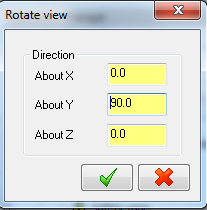 Rotate view
Direction
About X 0.0
About Y 90.0
About Z 0.0